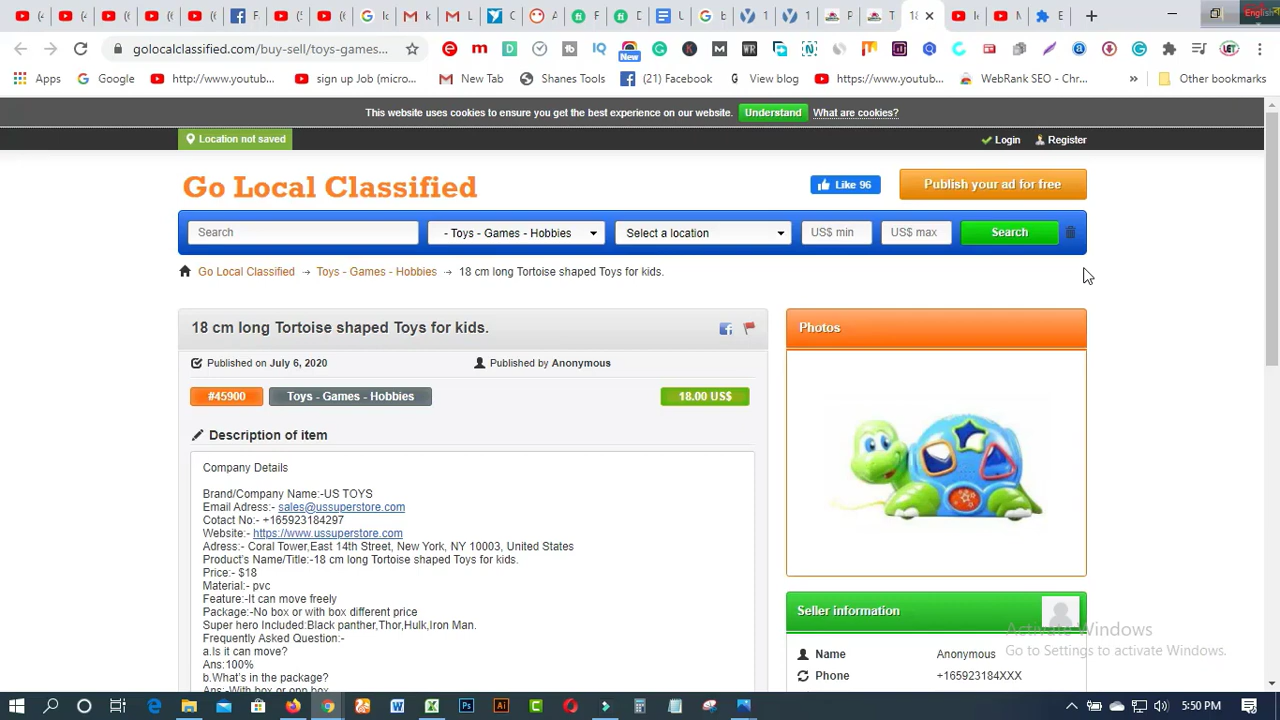 English
golocalclassified.com/buy-sell/toys-games...
New
Apps Google http://www.youtub... sign up Job (micro... New Tab Shanes Tools (21) Facebook View blog https://www.youtub... WebRank SEO - Chr... » Other bookmarks
This website uses cookies to ensure you get the best experience on our website. Understand What are cookies?
Location not saved Login Register
Go Local Classified Like 96 Publish your ad for free
Search - Toys - Games - Hobbies Select a location US$ min US$ max Search
Go Local Classified → Toys - Games - Hobbies → 18 cm long Tortoise shaped Toys for kids.
18 cm long Tortoise shaped Toys for kids.
Photos
Published on July 6, 2020 Published by Anonymous
#45900 Toys - Games - Hobbies 18.00 US$
Description of item
Company Details
Brand/Company Name:-US TOYS
Email Adress:- sales@ussuperstore.com
Cotact No:- +165923184297
Website:- https://www.ussuperstore.com
Adress:- Coral Tower,East 14th Street, New York, NY 10003, United States
Product's Name/Title:-18 cm long Tortoise shaped Toys for kids.
Price:- $18
Material:- pvc
Feature:-It can move freely
Package:-No box or with box different price
Super hero Included:Black panther,Thor,Hulk,Iron Man.
Frequently Asked Question:-
a.Is it can move?
Ans:100%
b.What's in the package?
Ans:-With box or opp box
Seller information
Name Anonymous
Phone +165923184XXX
Activate Windows
Go to Settings to activate Windows.
5:50 PM